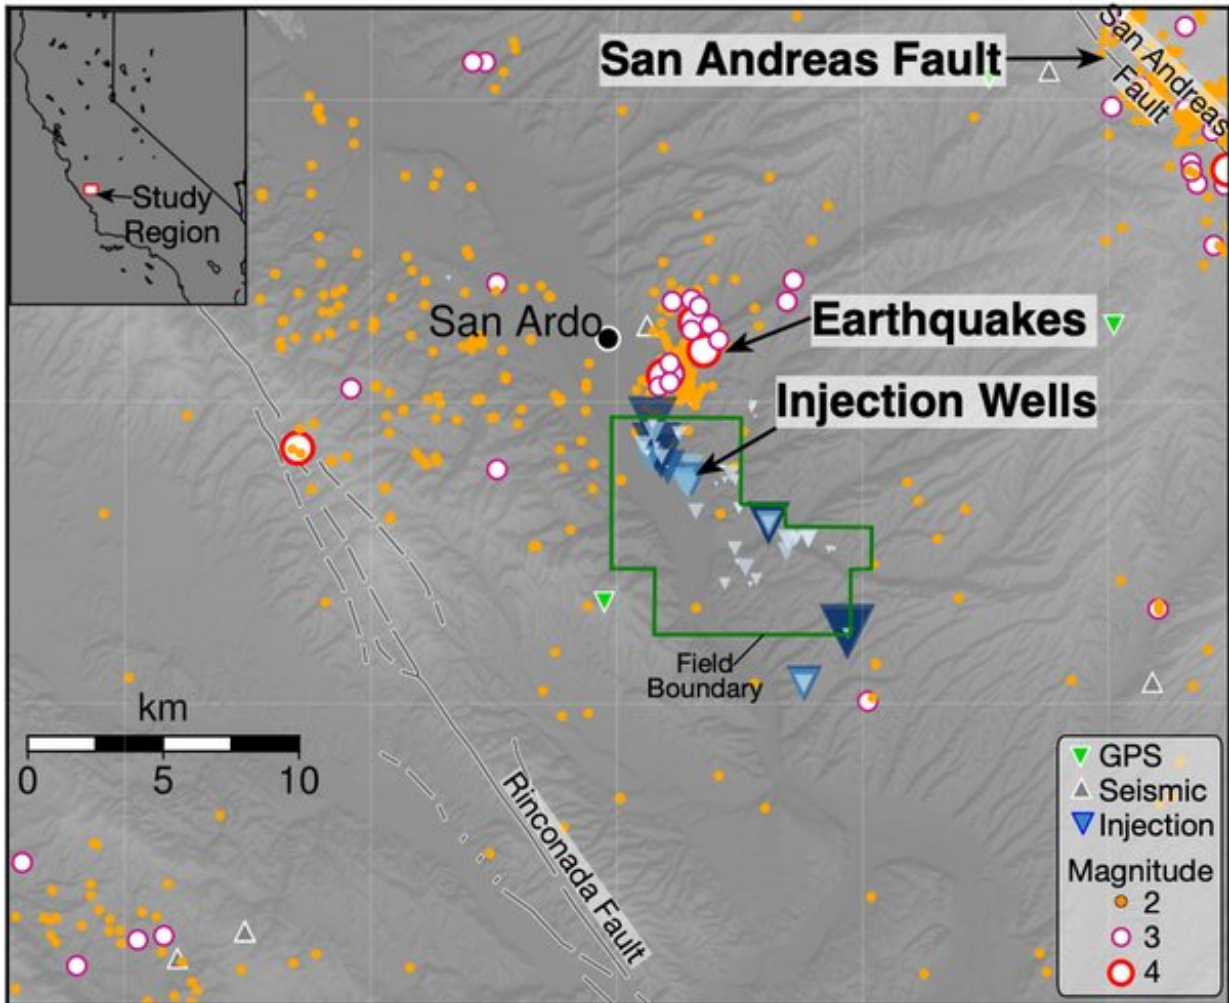 San Andreas Fault
San Andreas
Fault
Study
Region
San Ardo
Earthquakes
Injection Wells
Field
Boundary
km
0 5 10
Rinconada Fault
GPS
Seismic
Injection
Magnitude
2
3
4